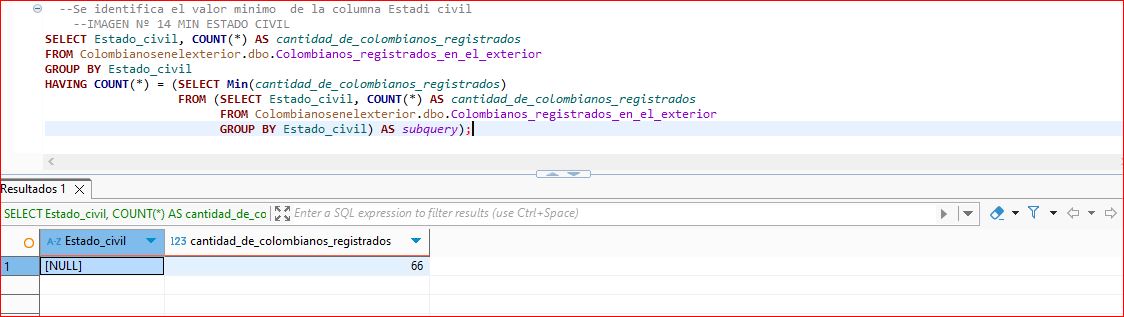 --Se identifica el valor minimo  de la columna Estadi civil
--IMAGEN Nº 14 MIN ESTADO CIVIL
SELECT Estado_civil, COUNT(*) AS cantidad_de_colombianos_registrados
FROM Colombianosenelexterior.dbo.Colombianos_registrados_en_el_exterior
GROUP BY Estado_civil
HAVING COUNT(*) = (SELECT Min(cantidad_de_colombianos_registrados)
FROM (SELECT Estado_civil, COUNT(*) AS cantidad_de_colombianos_registrados
FROM Colombianosenelexterior.dbo.Colombianos_registrados_en_el_exterior
GROUP BY Estado_civil) AS subquery);
Resultados 1
SELECT Estado_civil, COUNT(*) AS cantidad_de_co Enter a SQL expression to filter results (use Ctrl+Space)
A-Z Estado_civil 123 cantidad_de_colombianos_registrados
1 [NULL] 66